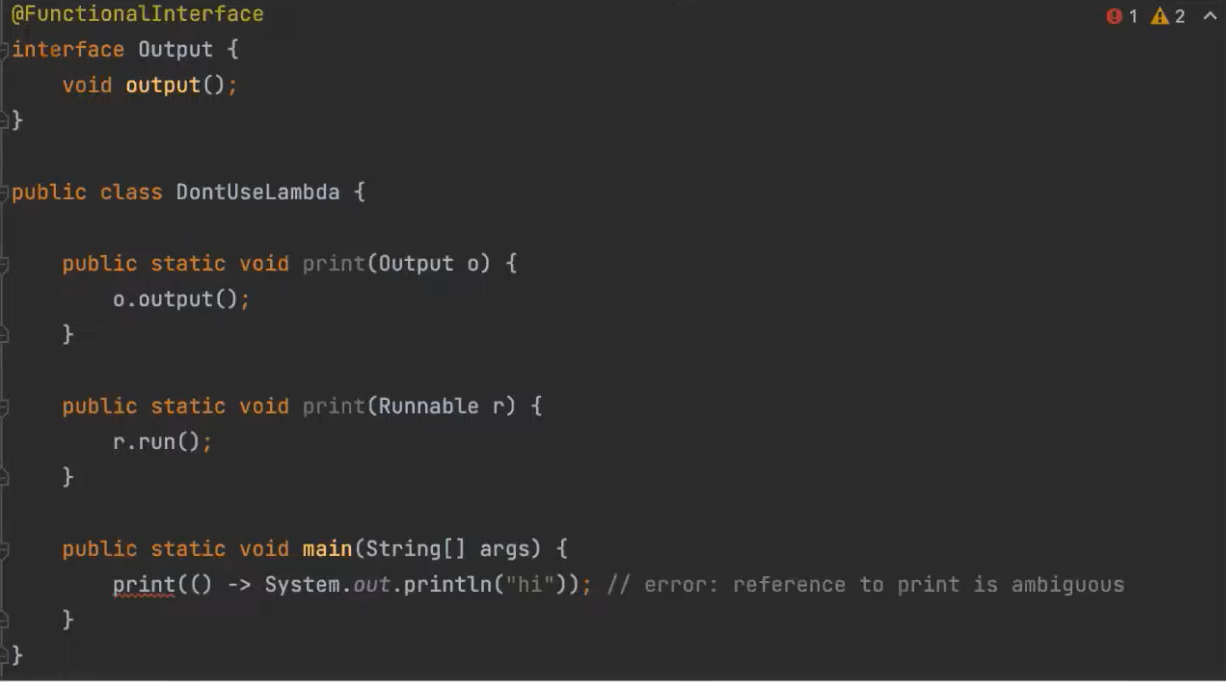 @FunctionalInterface
1 2
interface Output {
void output();
}
public class DontUseLambda {
public static void print(Output o) {
o.output();
}
public static void print(Runnable r) {
r.run();
}
public static void main(String[] args) {
print(() -> System.out.println("hi")); // error: reference to print is ambiguous
}
}